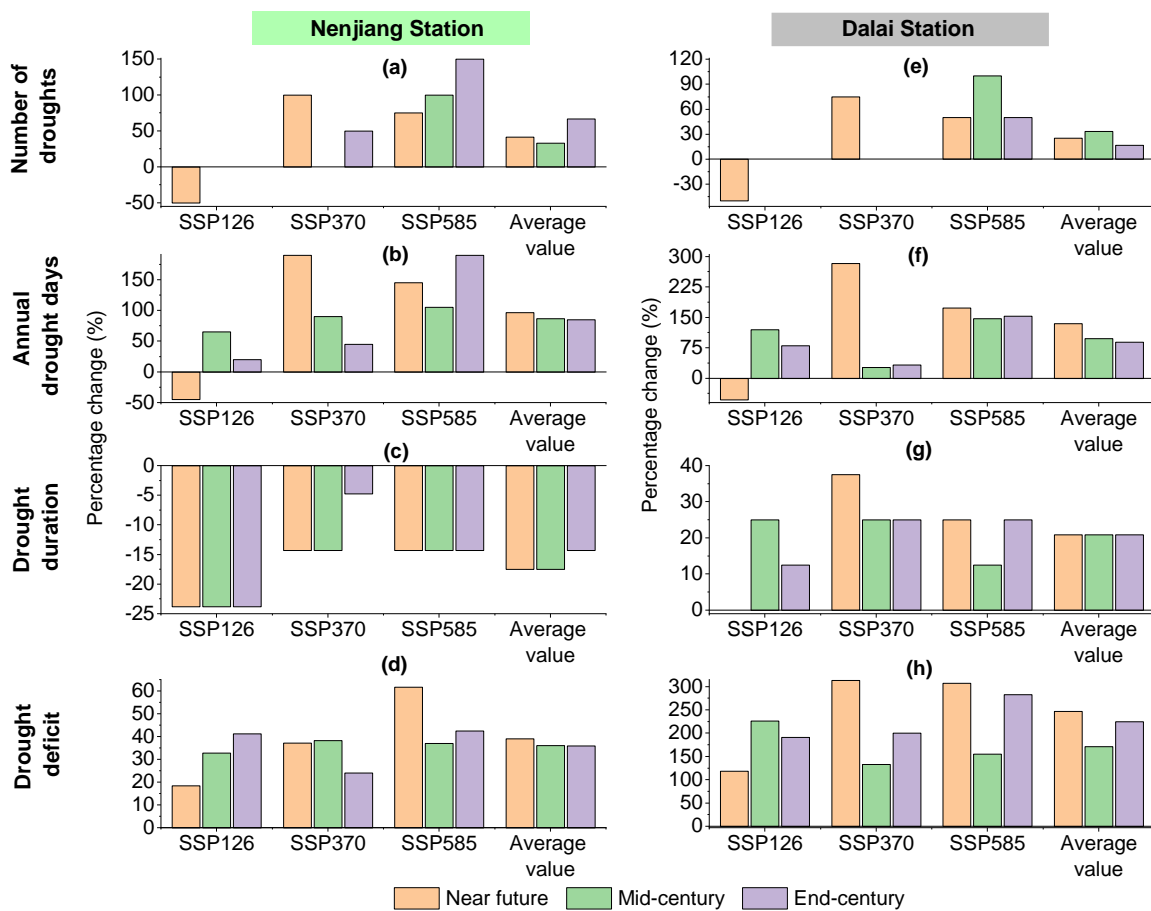 Nenjiang Station
Dalai Station
Number of
droughts
(a)
150
100
50
0
-50
SSP126
SSP370
SSP585
Average
value
(e)
120
90
60
30
0
-30
SSP126
SSP370
SSP585
Average
value
Annual
drought days
Percentage change (%)
(b)
150
100
50
0
-50
SSP126
SSP370
SSP585
Average
value
Percentage change (%)
(f)
300
225
150
75
0
SSP126
SSP370
SSP585
Average
value
Drought
duration
(c)
0
-5
-10
-15
-20
-25
SSP126
SSP370
SSP585
Average
value
(g)
40
30
20
10
0
SSP126
SSP370
SSP585
Average
value
Drought
deficit
(d)
60
50
40
30
20
10
0
SSP126
SSP370
SSP585
Average
value
(h)
300
250
200
150
100
50
0
SSP126
SSP370
SSP585
Average
value
Near future
Mid-century
End-century